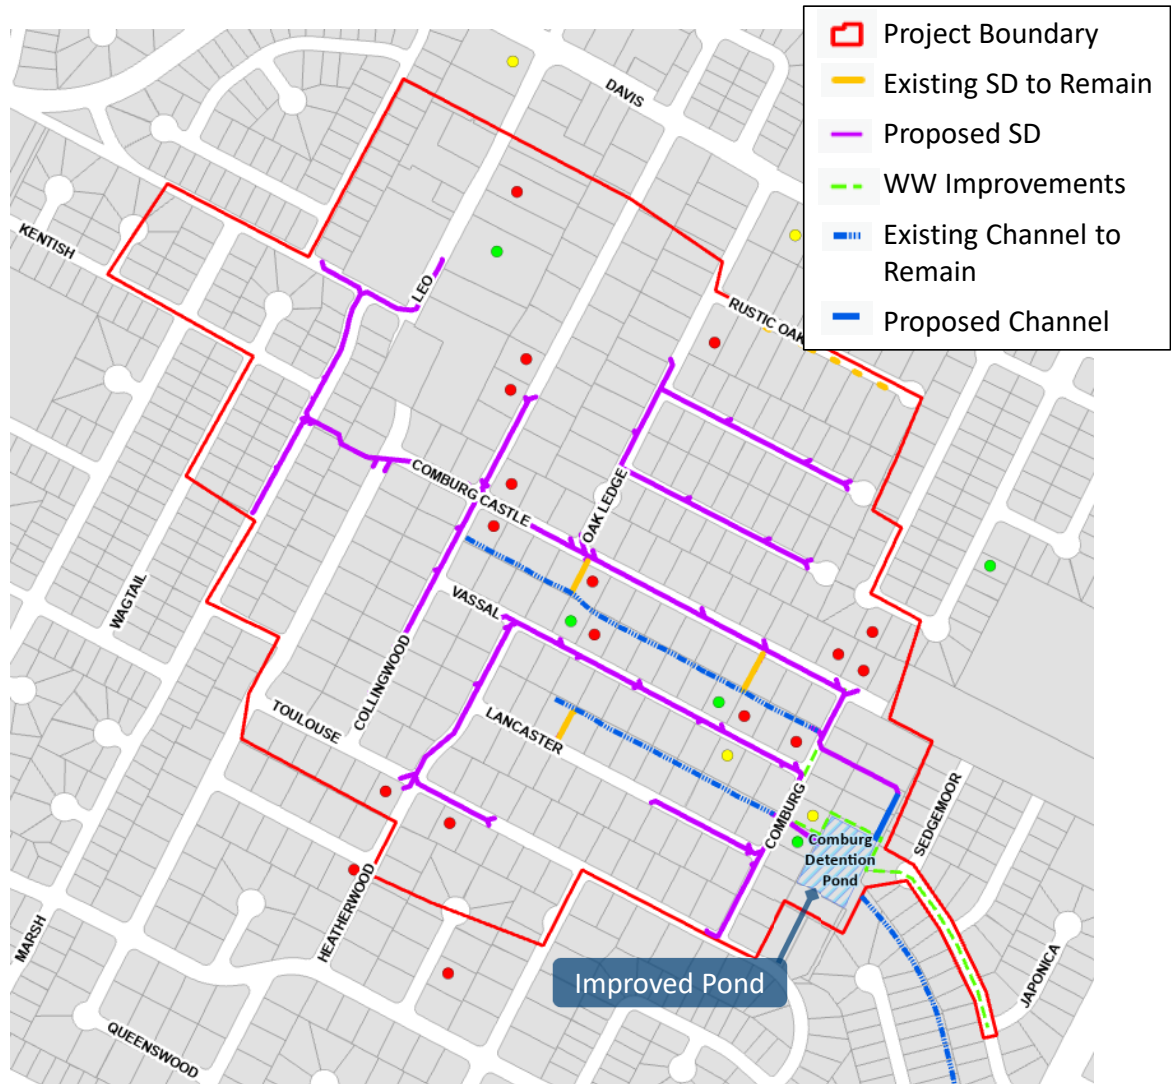 Project Boundary
Existing SD to Remain
Proposed SD
WW Improvements
Existing Channel to
Remain
Proposed Channel
DAVIS
KENTISH
LEO
RUSTIC OAK
COMBURG CASTLE
OAK LEDGE
WAGTAIL
VASSAL
COLLINGWOOD
TOULOUSE
LANCASTER
COMBURG
SEDGEMOOR
Comburg
Detention
Pond
HEATHERWOOD
MARSH
JAPONICA
Improved Pond
QUEENSWOOD